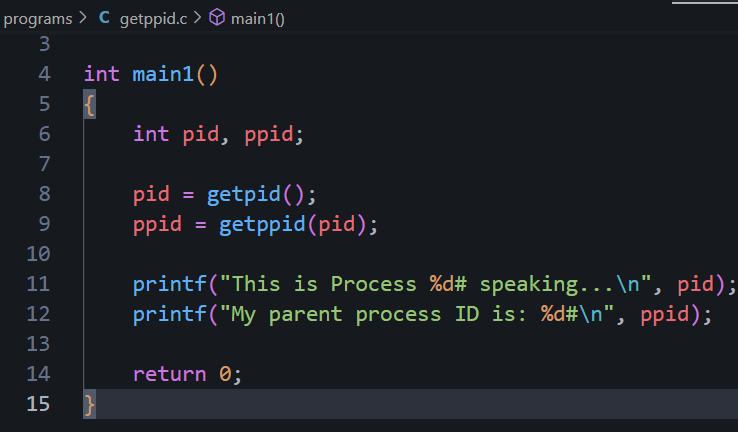 programs > C getppid.c > main1()
3
4 int main1()
5 {
6     int pid, ppid;
7
8     pid = getpid();
9     ppid = getppid(pid);
10
11     printf("This is Process %d# speaking...\n", pid);
12     printf("My parent process ID is: %d#\n", ppid);
13
14     return 0;
15 }